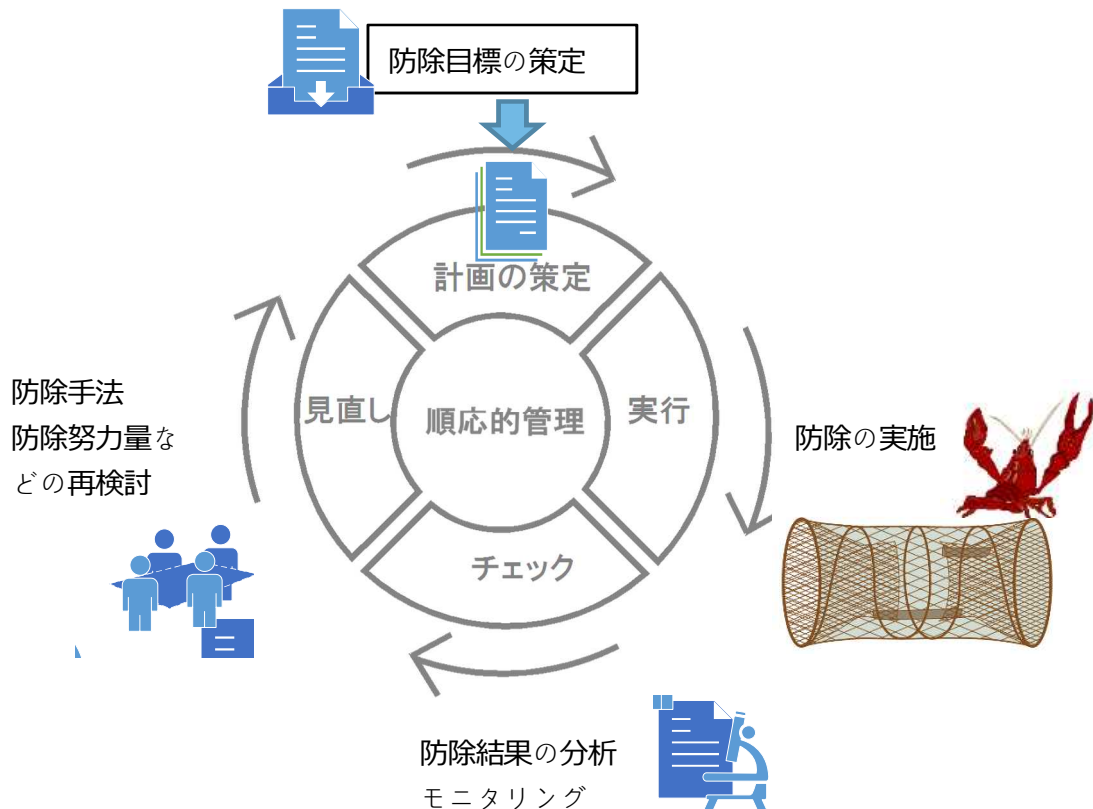 防除目標の策定
計画の策定
防除手法
防除努力量な
どの再検討
見直し
順応的管理
実行
防除の実施
チェック
防除結果の分析
モニタリング